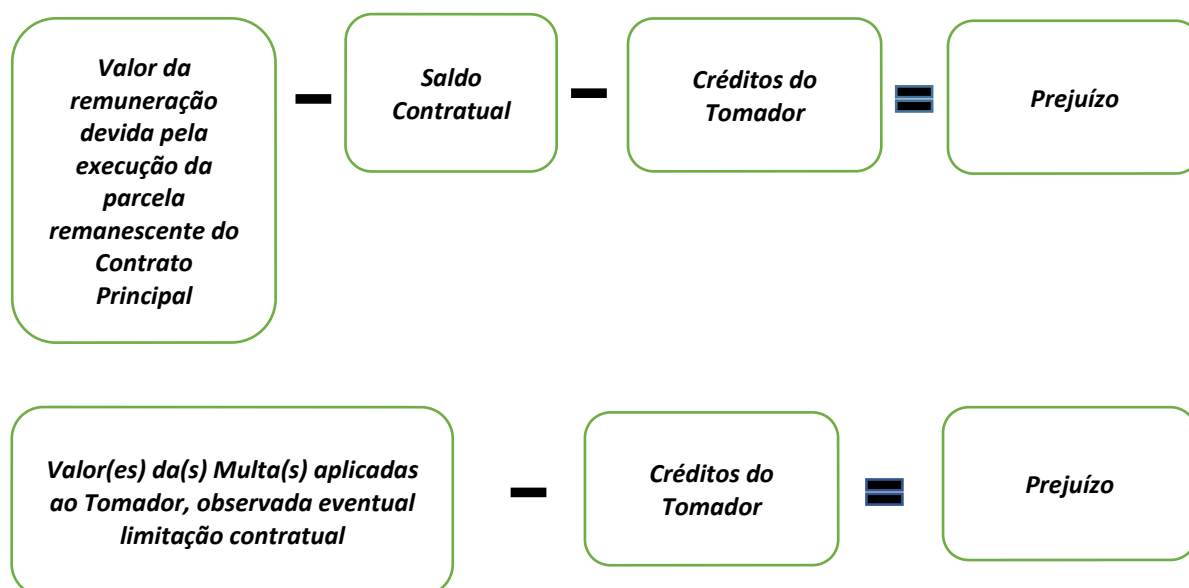 Valor da
remuneração
devida pela
execução da
parcela
remanescente do
Contrato
Principal
Saldo
Contratual
Créditos do
Tomador
Prejuízo
Valor(es) da(s) Multa(s) aplicadas
ao Tomador, observada eventual
limitação contratual
Créditos do
Tomador
Prejuízo